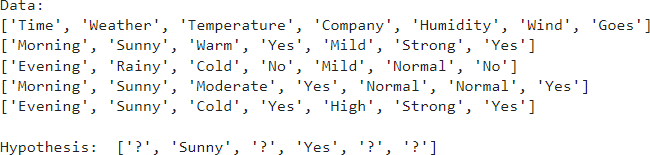 Data:
['Time', 'Weather', 'Temperature', 'Company', 'Humidity', 'Wind', 'Goes']
['Morning', 'Sunny', 'Warm', 'Yes', 'Mild', 'Strong', 'Yes']
['Evening', 'Rainy', 'Cold', 'No', 'Mild', 'Normal', 'No']
['Morning', 'Sunny', 'Moderate', 'Yes', 'Normal', 'Normal', 'Yes']
['Evening', 'Sunny', 'Cold', 'Yes', 'High', 'Strong', 'Yes']
Hypothesis:  ['?', 'Sunny', '?', 'Yes', '?', '?']